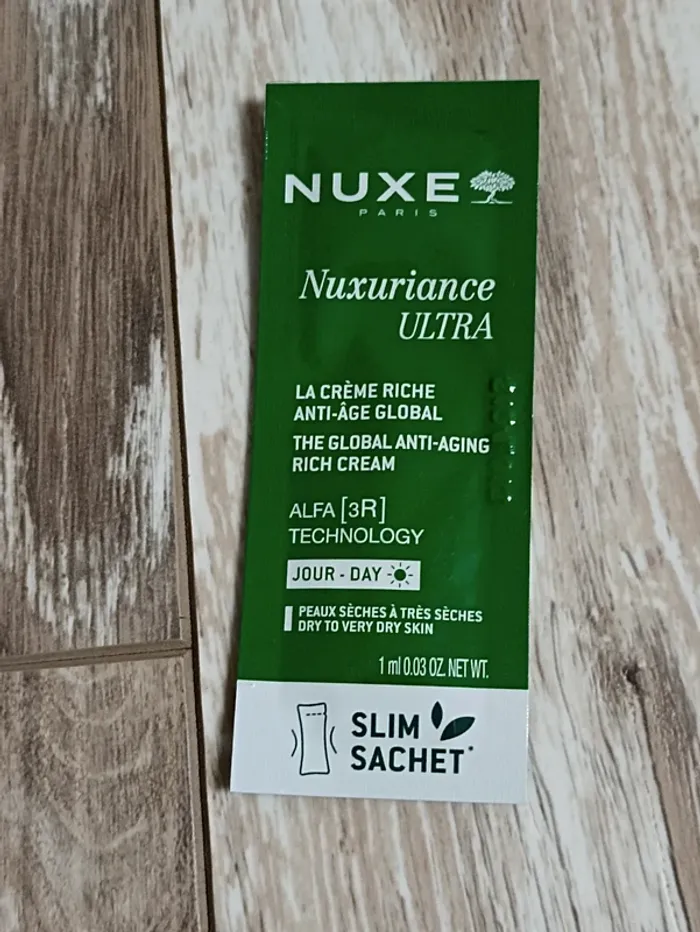 NUXE
PARIS
Nuxuriance
ULTRA
LA CRÈME RICHE
ANTI-ÂGE GLOBAL
THE GLOBAL ANTI-AGING
RICH CREAM
ALFA [3R]
TECHNOLOGY
JOUR - DAY
PEAUX SÈCHES À TRÈS SÈCHES
DRY TO VERY DRY SKIN
1 ml 0.03 OZ. NET WT.
SLIM
SACHET*